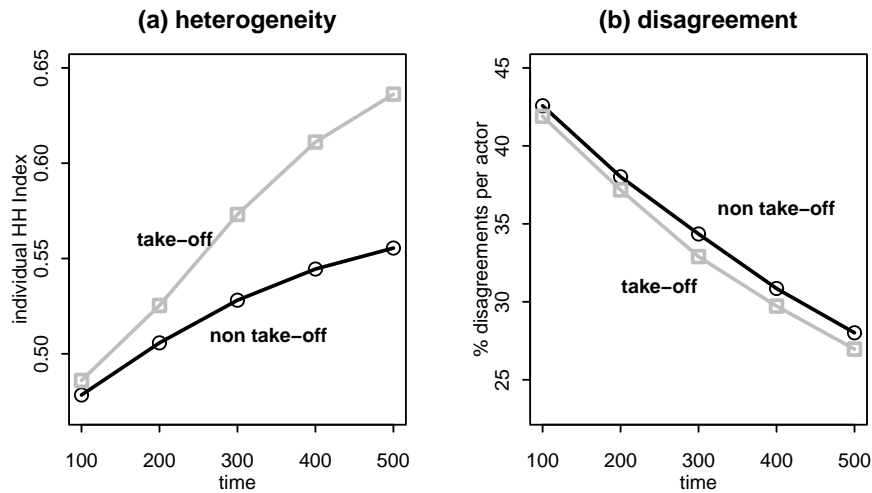 (a) heterogeneity
individual HH Index
0.65
0.60
0.55
0.50
take−off
non take−off
100 200 300 400 500
time
(b) disagreement
% disagreements per actor
45
40
35
30
25
non take−off
take−off
100 200 300 400 500
time